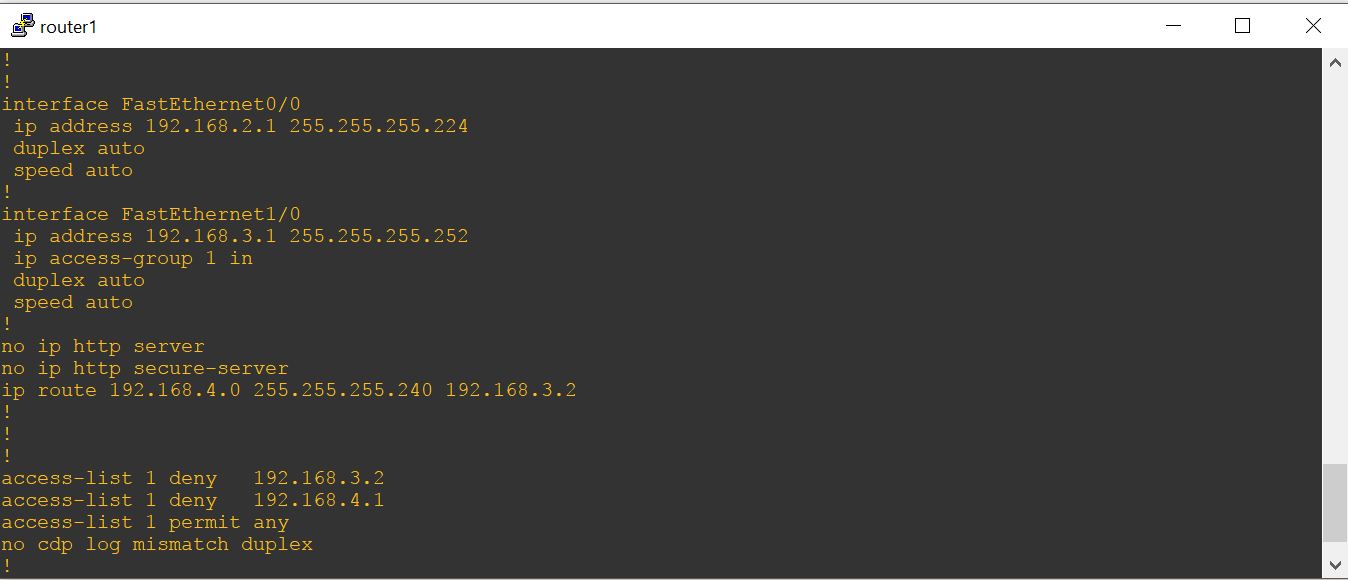 router1
!
!
interface FastEthernet0/0
 ip address 192.168.2.1 255.255.255.224
 duplex auto
 speed auto
!
interface FastEthernet1/0
 ip address 192.168.3.1 255.255.255.252
 ip access-group 1 in
 duplex auto
 speed auto
!
no ip http server
no ip http secure-server
ip route 192.168.4.0 255.255.255.240 192.168.3.2
!
!
!
access-list 1 deny   192.168.3.2
access-list 1 deny   192.168.4.1
access-list 1 permit any
no cdp log mismatch duplex
!